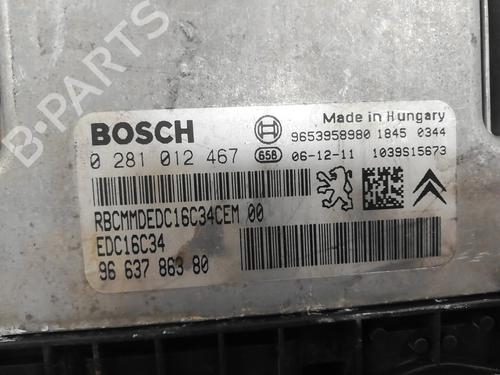 Made in Hungary
BOSCH 9653958980 1845 0344
0 281 012 467 658 06-12-11 1039S15673
RBCMMDEDC16C34CEM 00
EDC16C34
96 637 863 80